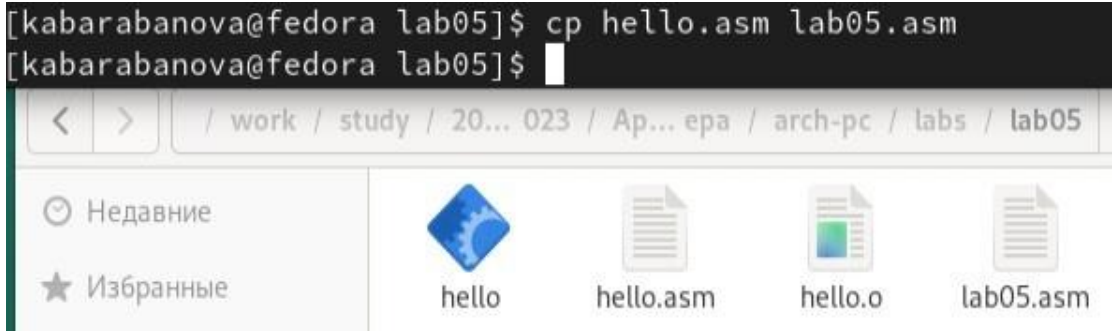 [kabarabanova@fedora lab05]$ cp hello.asm lab05.asm
[kabarabanova@fedora lab05]$
/ work / study / 20... 023 / Ap... ера / arch-pc / labs / lab05
Недавние
Избранные
hello
hello.asm
hello.o
lab05.asm